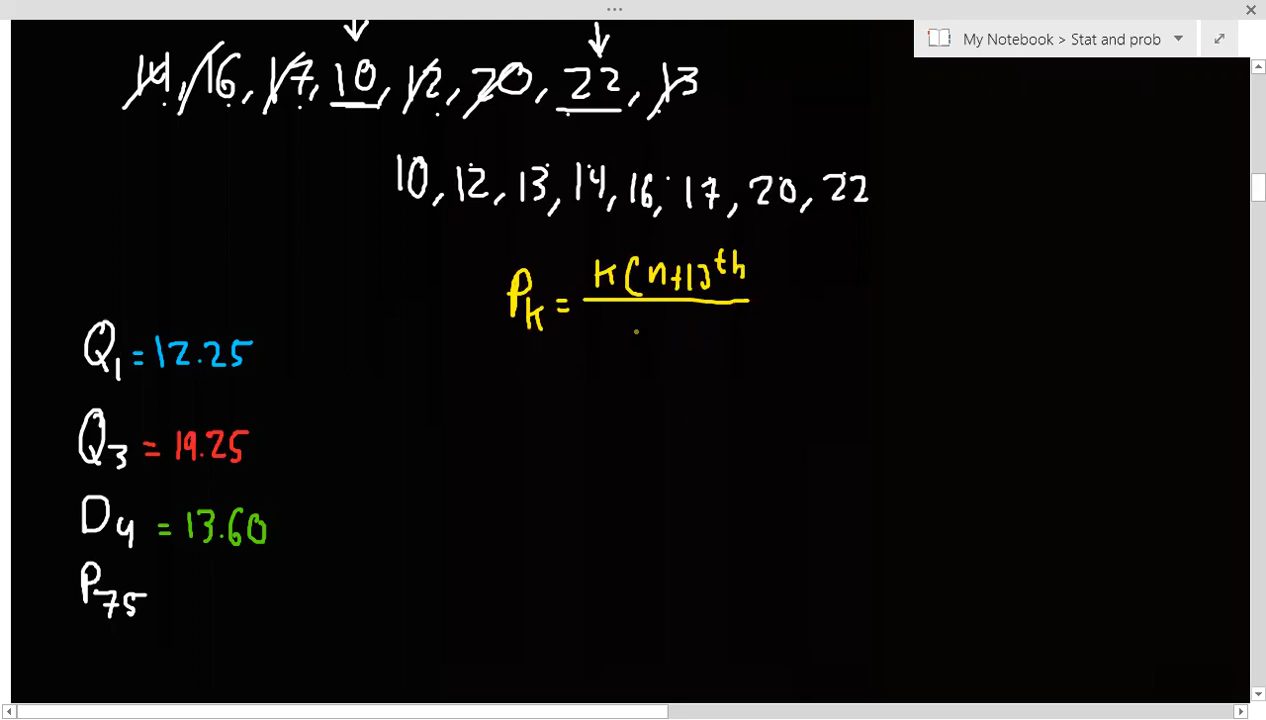 My Notebook > Stat and prob
14, 16, 17, 10, 12, 20, 22, 13
10, 12, 13, 14, 16, 17, 20, 22
Pk = k(n+1)th
Q1 = 12.25
Q3 = 19.25
D4 = 13.60
P75